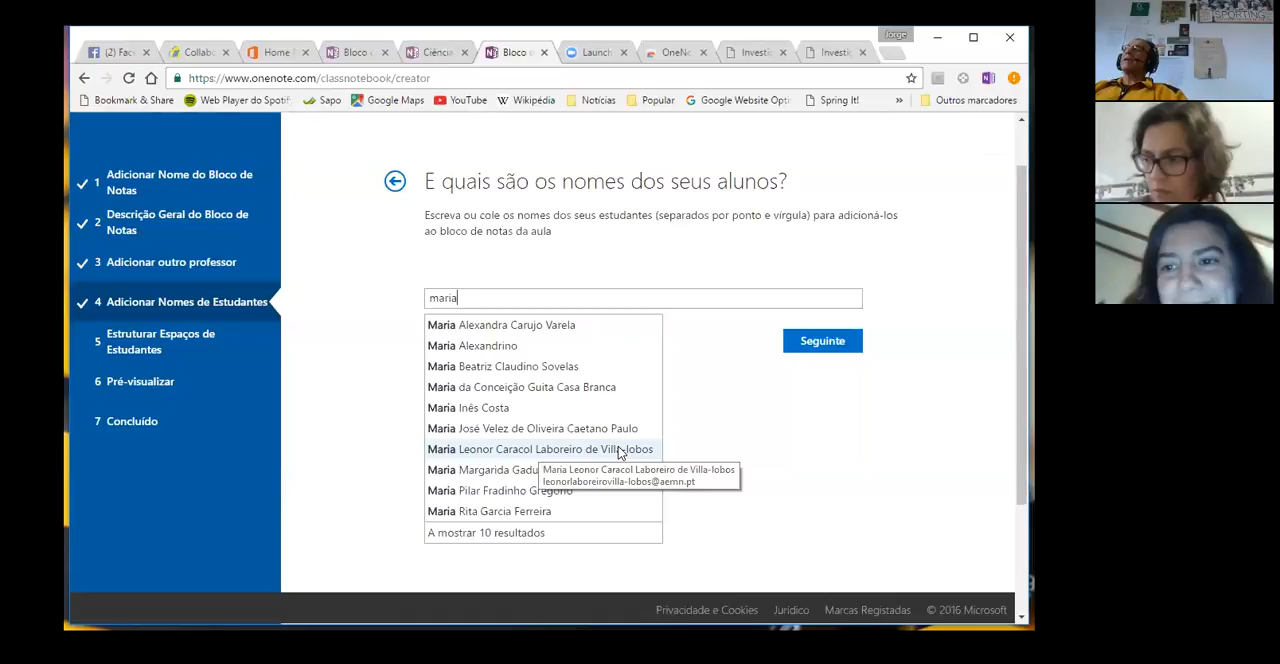 Jorge
(2) Fac
Collabo
Home
Bloco
Ciência
Bloco
Launch
OneNo
Investi
Investig
https://www.onenote.com/classnotebook/creator
Bookmark & Share
Web Player do Spotif
Sapo
Google Maps
YouTube
Wikipédia
Notícias
Popular
Google Website Opti
Spring It!
»
Outros marcadores
1 Adicionar Nome do Bloco de
Notas
2 Descrição Geral do Bloco de
Notas
3 Adicionar outro professor
4 Adicionar Nomes de Estudantes
5 Estruturar Espaços de
Estudantes
6 Pré-visualizar
7 Concluído
E quais são os nomes dos seus alunos?
Escreva ou cole os nomes dos seus estudantes (separados por ponto e vírgula) para adicioná-los
ao bloco de notas da aula
maria
Maria Alexandra Carujo Varela
Maria Alexandrino
Maria Beatriz Claudino Sovelas
Maria da Conceição Guita Casa Branca
Maria Inês Costa
Maria José Velez de Oliveira Caetano Paulo
Maria Leonor Caracol Laboreiro de Villa-lobos
Maria Margarida Gadu
Maria Leonor Caracol Laboreiro de Villa-lobos
leonorlaboreirovilla-lobos@aemn.pt
Maria Pilar Fradinho Gregório
Maria Rita Garcia Ferreira
A mostrar 10 resultados
Seguinte
Privacidade e Cookies
Jurídico
Marcas Registadas
© 2016 Microsoft
SPORTING